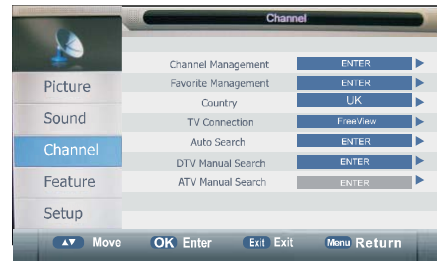 Channel
Picture
Sound
Channel
Feature
Setup
Channel Management ENTER
Favorite Management ENTER
Country UK
TV Connection FreeView
Auto Search ENTER
DTV Manual Search ENTER
ATV Manual Search ENTER
▲▼ Move OK Enter Exit Exit Menu Return